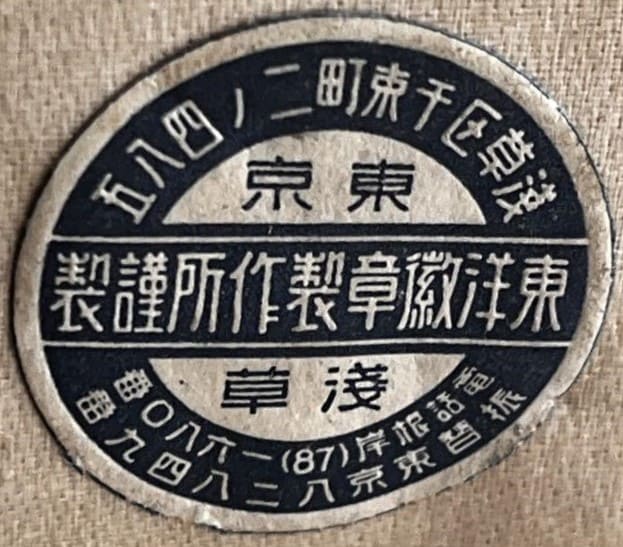 淺草区千束町二ノ四八五
東京
東洋徽章製作所謹製
淺草
電話根岸(87)一六八〇番
振替東京八二八四九番